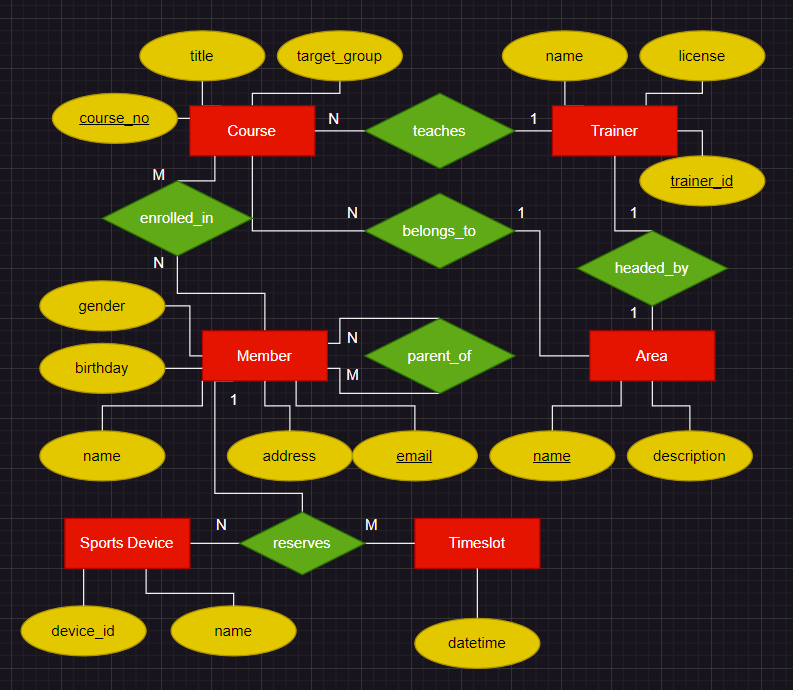 title
target_group
name
license
course_no
Course
N
teaches
1
Trainer
trainer_id
M
enrolled_in
N
belongs_to
1
1
headed_by
N
1
gender
Member
N
parent_of
M
Area
birthday
1
name
address
email
name
description
Sports Device
N
reserves
M
Timeslot
device_id
name
datetime